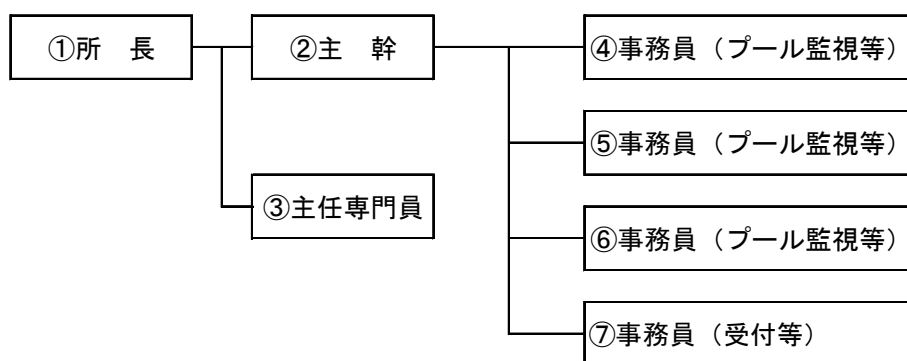 ①所　長
②主　幹
④事務員（プール監視等）
⑤事務員（プール監視等）
③主任専門員
⑥事務員（プール監視等）
⑦事務員（受付等）